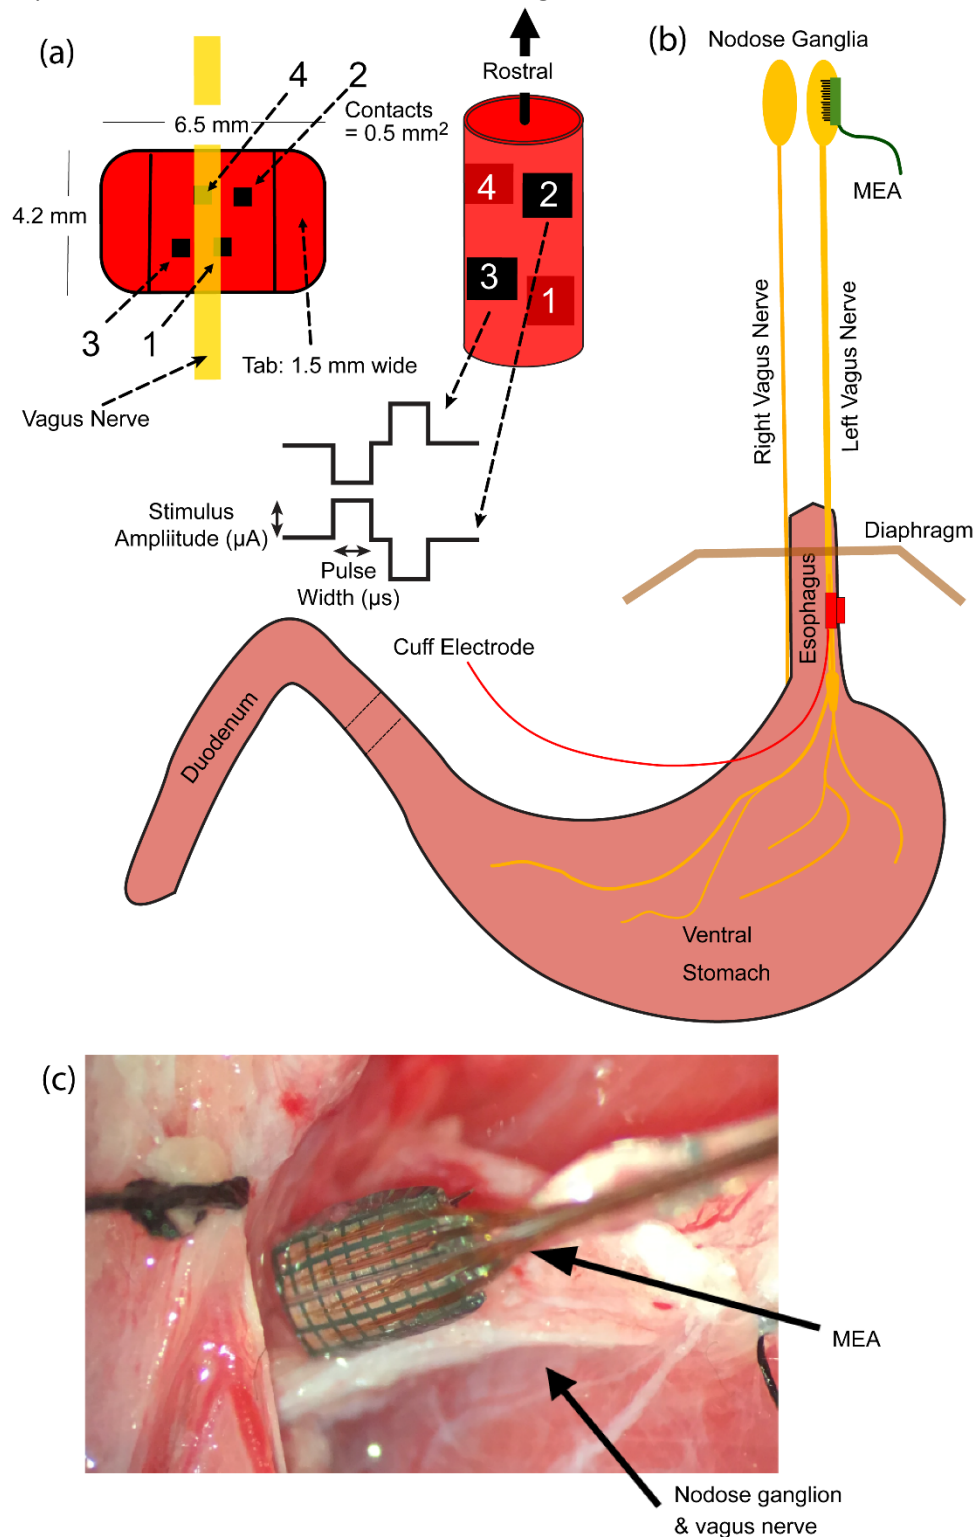 (a)
4
2
Contacts
= 0.5 mm²
6.5 mm
4.2 mm
3
1
Tab: 1.5 mm wide
Vagus Nerve
Rostral
4
2
3
1
Stimulus
Ampliitude (µA)
Pulse
Width (µs)
(b)
Nodose Ganglia
MEA
Right Vagus Nerve
Left Vagus Nerve
Diaphragm
Esophagus
Cuff Electrode
Duodenum
Ventral
Stomach
(c)
MEA
Nodose ganglion
& vagus nerve